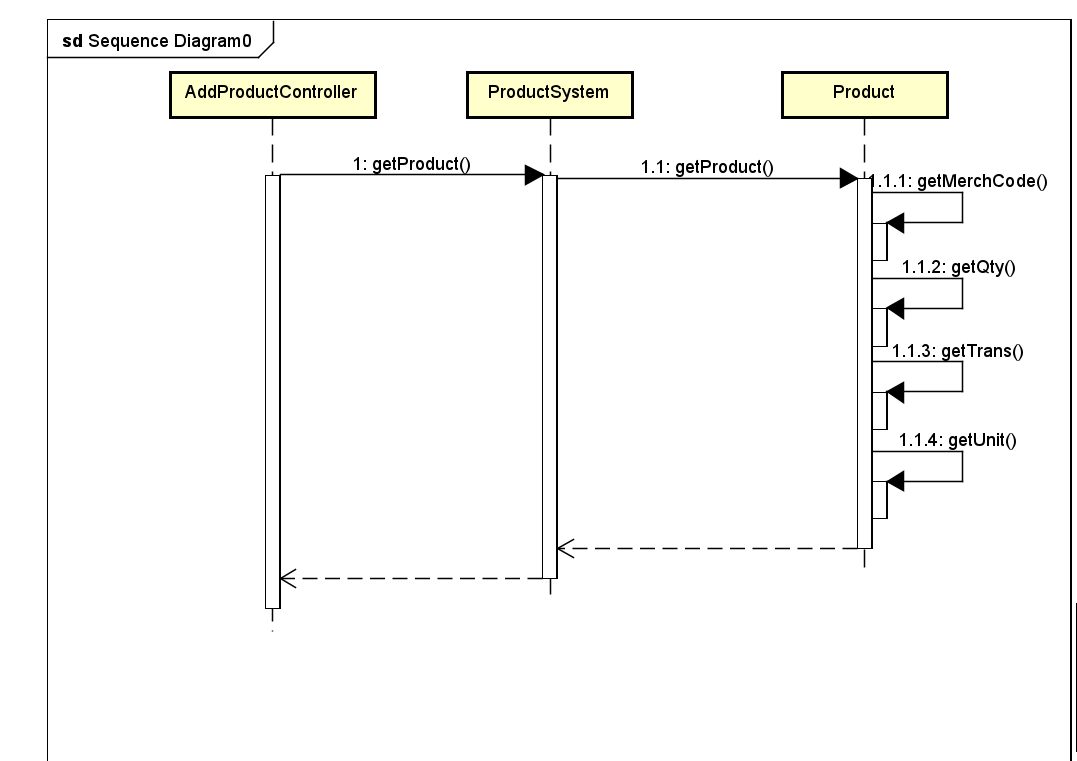 sd Sequence Diagram0
AddProductController
ProductSystem
Product
1: getProduct()
1.1: getProduct()
1.1.1: getMerchCode()
1.1.2: getQty()
1.1.3: getTrans()
1.1.4: getUnit()